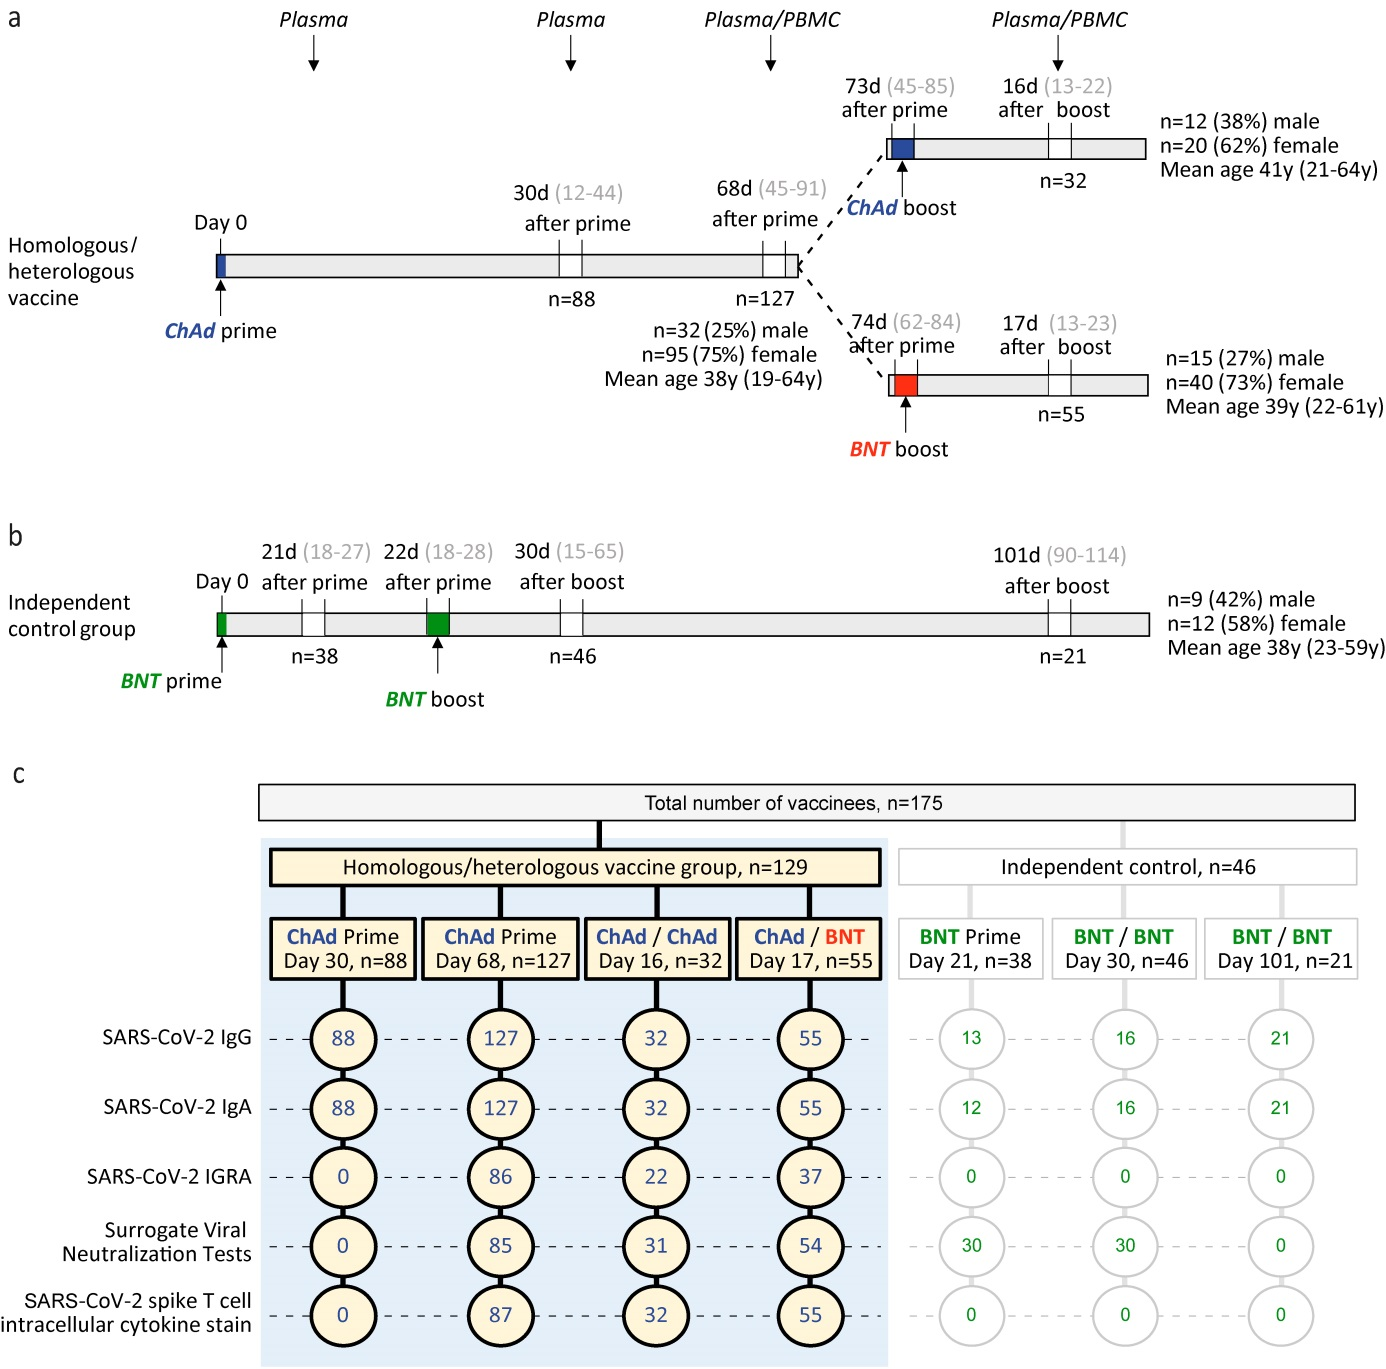 a
Plasma
Plasma
Plasma/PBMC
Plasma/PBMC
73d (45-85)
after prime
16d (13-22)
after boost
n=12 (38%) male
n=20 (62%) female
Mean age 41y (21-64y)
n=32
ChAd boost
30d (12-44)
after prime
68d (45-91)
after prime
Day 0
Homologous/
heterologous
vaccine
n=88
n=127
ChAd prime
n=32 (25%) male
n=95 (75%) female
Mean age 38y (19-64y)
74d (62-84)
after prime
17d (13-23)
after boost
n=15 (27%) male
n=40 (73%) female
Mean age 39y (22-61y)
n=55
BNT boost
b
21d (18-27)
after prime
22d (18-28)
after prime
30d (15-65)
after boost
101d (90-114)
after boost
Day 0
Independent
control group
n=9 (42%) male
n=12 (58%) female
Mean age 38y (23-59y)
n=38
n=46
n=21
BNT prime
BNT boost
c
Total number of vaccinees, n=175
Homologous/heterologous vaccine group, n=129
Independent control, n=46
ChAd Prime
Day 30, n=88
ChAd Prime
Day 68, n=127
ChAd / ChAd
Day 16, n=32
ChAd / BNT
Day 17, n=55
BNT Prime
Day 21, n=38
BNT / BNT
Day 30, n=46
BNT / BNT
Day 101, n=21
SARS-CoV-2 IgG 88 127 32 55 13 16 21
SARS-CoV-2 IgA 88 127 32 55 12 16 21
SARS-CoV-2 IGRA 0 86 22 37 0 0 0
Surrogate Viral
Neutralization Tests 0 85 31 54 30 30 0
SARS-CoV-2 spike T cell
intracellular cytokine stain 0 87 32 55 0 0 0